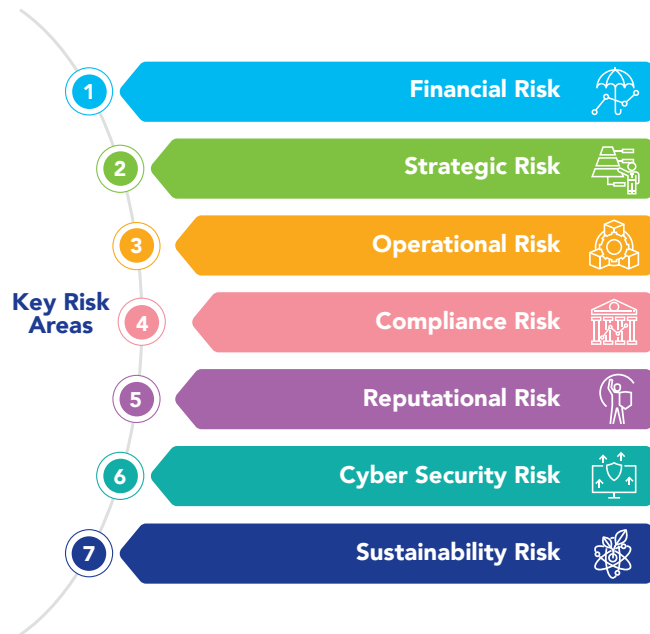 Key Risk
Areas
1
Financial Risk
2
Strategic Risk
3
Operational Risk
4
Compliance Risk
5
Reputational Risk
6
Cyber Security Risk
7
Sustainability Risk